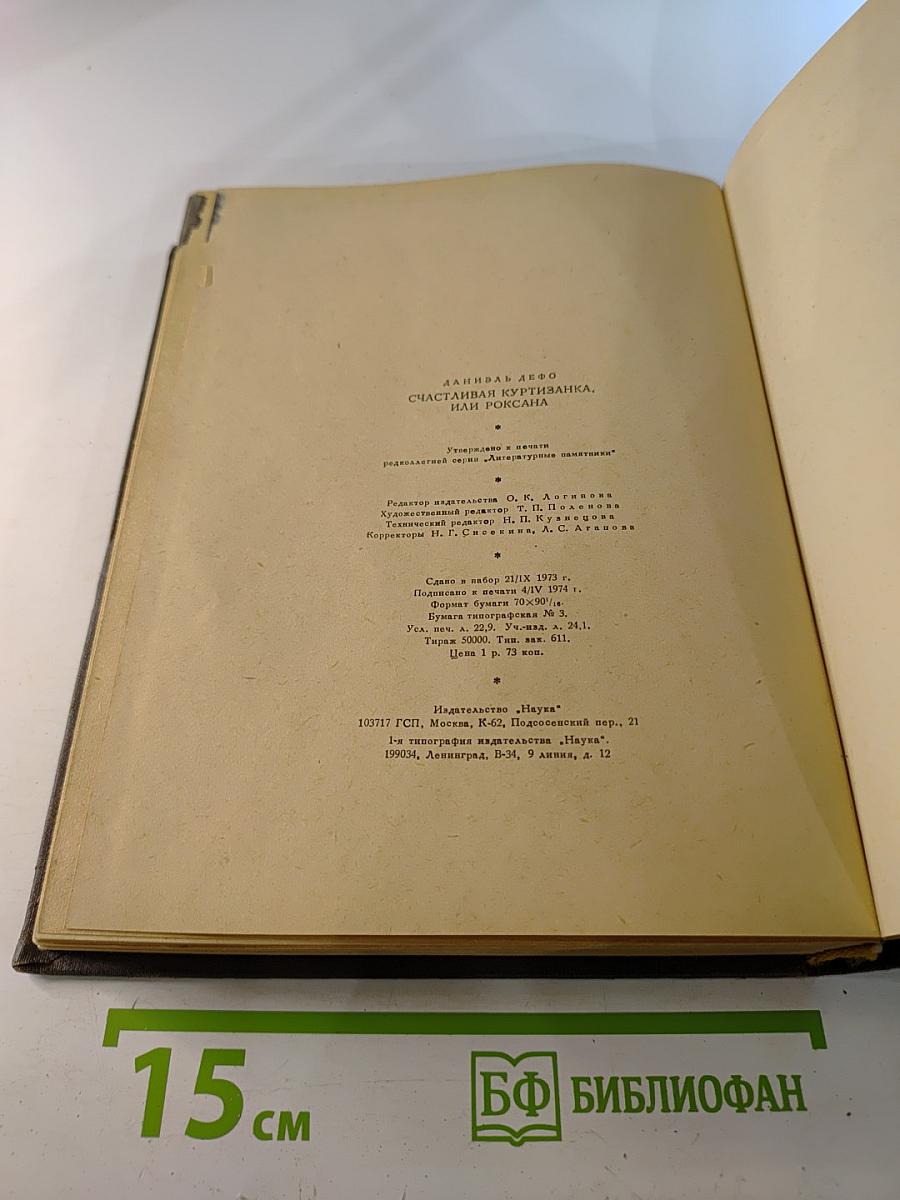 ДАНИЭЛЬ ДЕФО
СЧАСТЛИВАЯ КУРТИЗАНКА,
ИЛИ РОКСАНА
*
Утверждено к печати
редколлегией серии „Литературные памятники“
*
Редактор издательства О. К. Логинова
Художественный редактор Т. П. Поленова
Технический редактор Н. П. Кузнецова
Корректоры Н. Г. Сисекина, Л. С. Агапова
*
Сдано в набор 21/IX 1973 г.
Подписано к печати 4/IV 1974 г.
Формат бумаги 70×90¹/₁₆.
Бумага типографская № 3.
Усл. печ. л. 22,9. Уч.-изд. л. 24,1.
Тираж 50000. Тип. зак. 611.
Цена 1 р. 73 коп.
*
Издательство „Наука“
103717 ГСП, Москва, К-62, Подсосенский пер., 21
1-я типография издательства „Наука“.
199034, Ленинград, В-34, 9 линия, д. 12
15 см
БФ БИБЛИОФАН